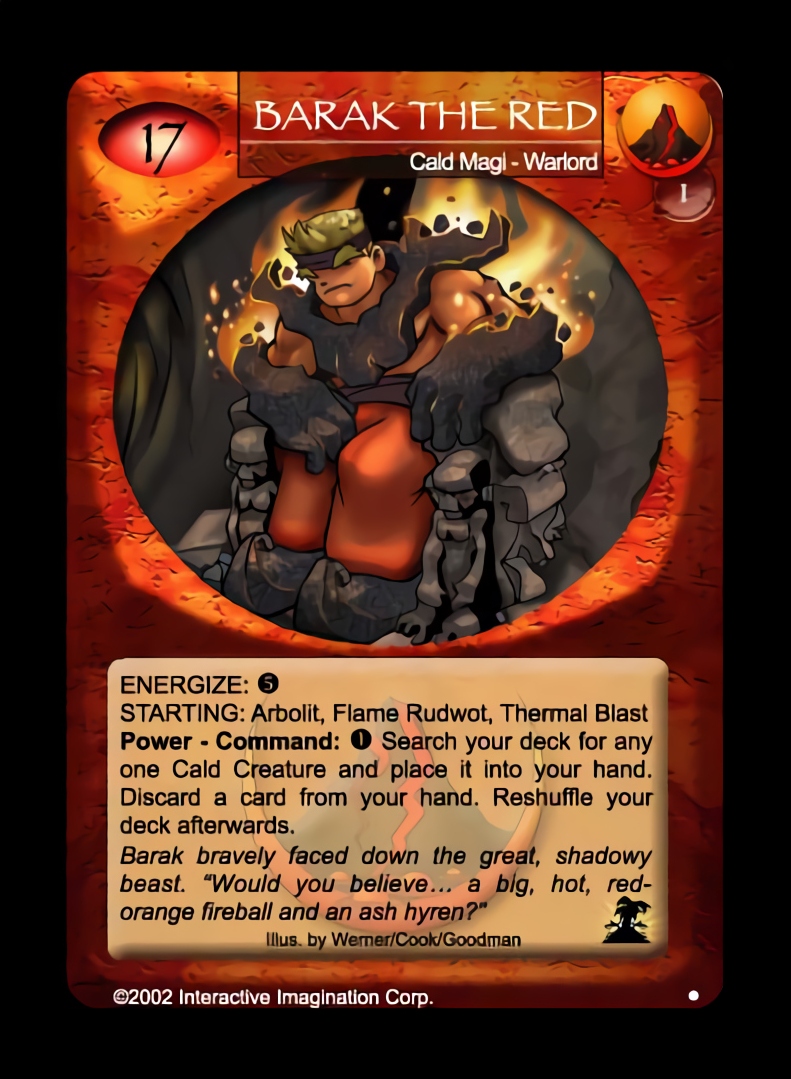 17
BARAK THE RED
Cald Magi - Warlord
1
ENERGIZE: 5
STARTING: Arbolit, Flame Rudwot, Thermal Blast
Power - Command: 1 Search your deck for any
one Cald Creature and place it into your hand.
Discard a card from your hand. Reshuffle your
deck afterwards.
Barak bravely faced down the great, shadowy
beast. “Would you believe... a big, hot, red-
orange fireball and an ash hyren?"
Illus. by Werner/Cook/Goodman
©2002 Interactive Imagination Corp.